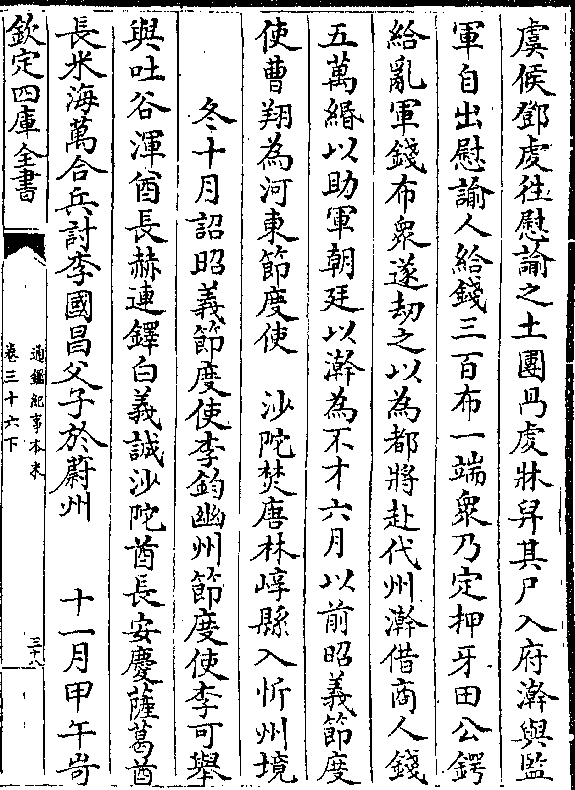 虞候鄧䖍徃慰諭之土團冎䖍牀舁其尸入府瀚與監
軍自出慰諭人給錢三百布一端衆乃定押牙田公鍔
給亂軍錢布衆遂刼之以為都將赴代州瀚借商人錢
五萬緡以助軍朝廷以瀚為不才六月以前昭義節度
使曹翔為河東節度使　沙陀焚唐林崞縣入忻州境
冬十月詔昭義節度使李鈞幽州節度使李可舉
與吐谷渾酋長赫連鐸白義誠沙陀酋長安慶薩葛酋
長米海萬合兵討李國昌父子於蔚州　十一月甲午岢
欽定四庫全書
通鑑紀事本末
卷三十六下
三十八